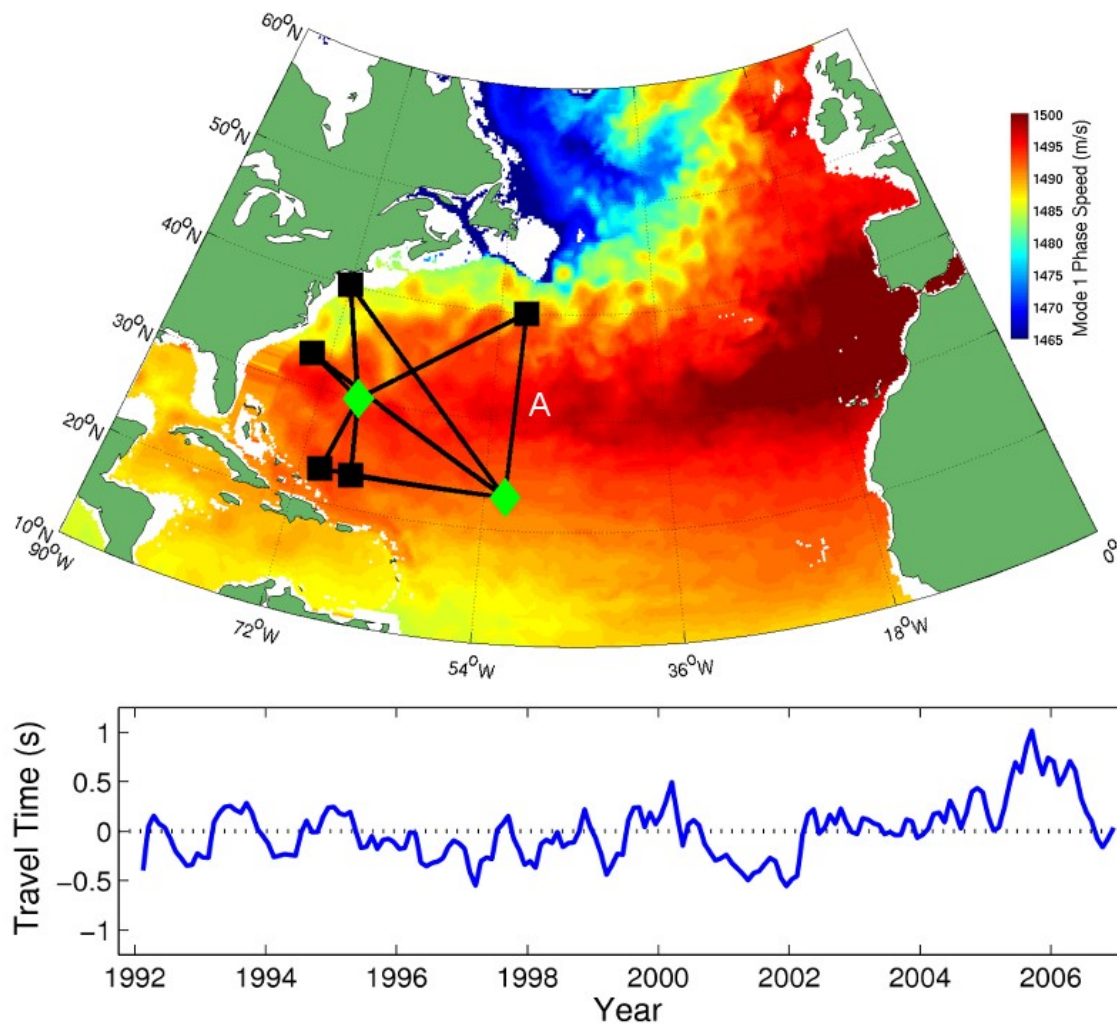 60°N
50°N
40°N
30°N
20°N
10°N
90°W
72°W
54°W
36°W
18°W
0°
A
1500
1495
1490
1485
1480
1475
1470
1465
Mode 1 Phase Speed (m/s)
Travel Time (s)
1
0.5
0
−0.5
−1
1992 1994 1996 1998 2000 2002 2004 2006
Year